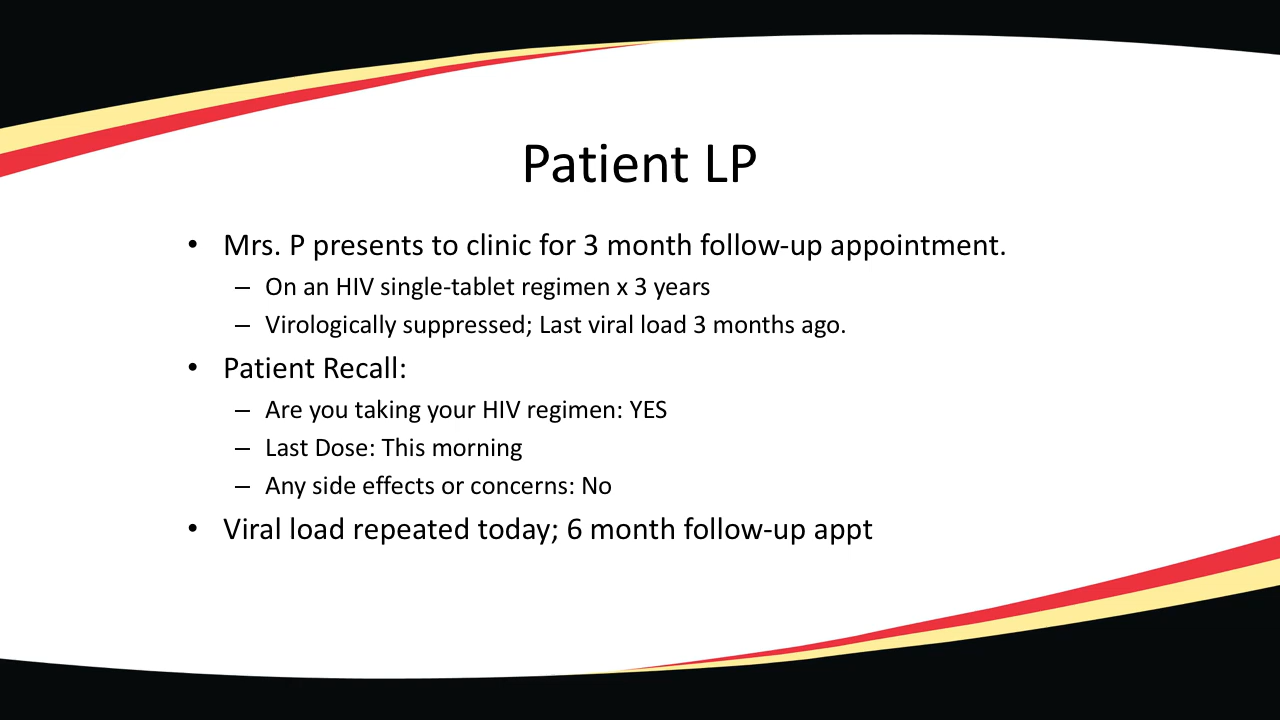 Patient LP
• Mrs. P presents to clinic for 3 month follow-up appointment.
– On an HIV single-tablet regimen x 3 years
– Virologically suppressed; Last viral load 3 months ago.
• Patient Recall:
– Are you taking your HIV regimen: YES
– Last Dose: This morning
– Any side effects or concerns: No
• Viral load repeated today; 6 month follow-up appt